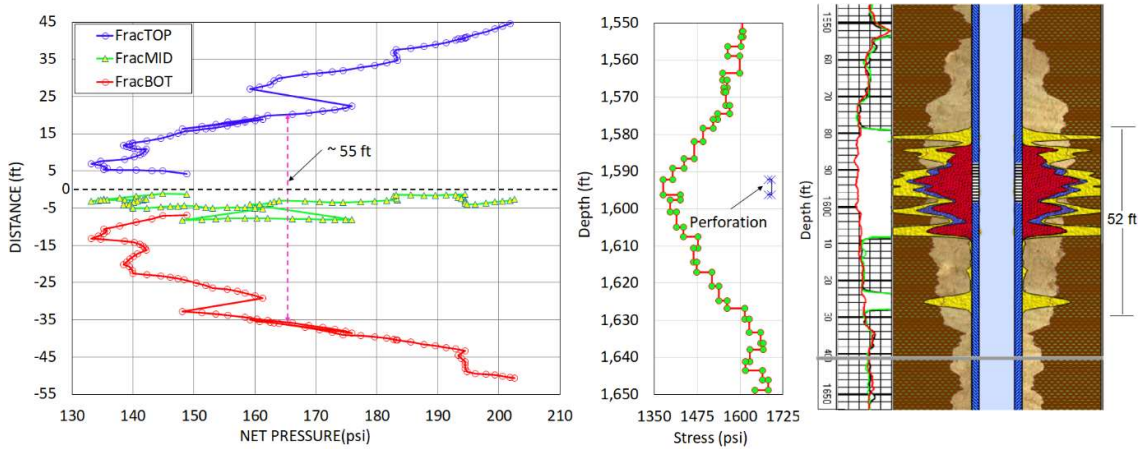 45
35
25
15
5
0
-5
-15
-25
-35
-45
-55
DISTANCE (ft)
FracTOP
FracMID
FracBOT
~ 55 ft
130 140 150 160 170 180 190 200 210
NET PRESSURE(psi)
1,550
1,560
1,570
1,580
1,590
1,600
1,610
1,620
1,630
1,640
1,650
Depth (ft)
Perforation
1350 1475 1600 1725
Stress (psi)
1550
60
70
80
90
1600
10
20
30
40
1650
52 ft